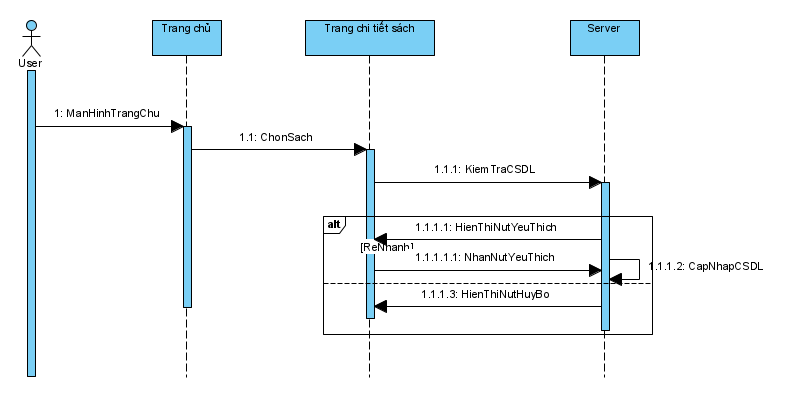 Trang chủ
Trang chi tiết sách
Server
User
1: ManHinhTrangChu
1.1: ChonSach
1.1.1: KiemTraCSDL
alt
1.1.1.1: HienThiNutYeuThich
[ReNhanh]
1.1.1.1.1: NhanNutYeuThich
1.1.1.2: CapNhapCSDL
1.1.1.3: HienThiNutHuyBo